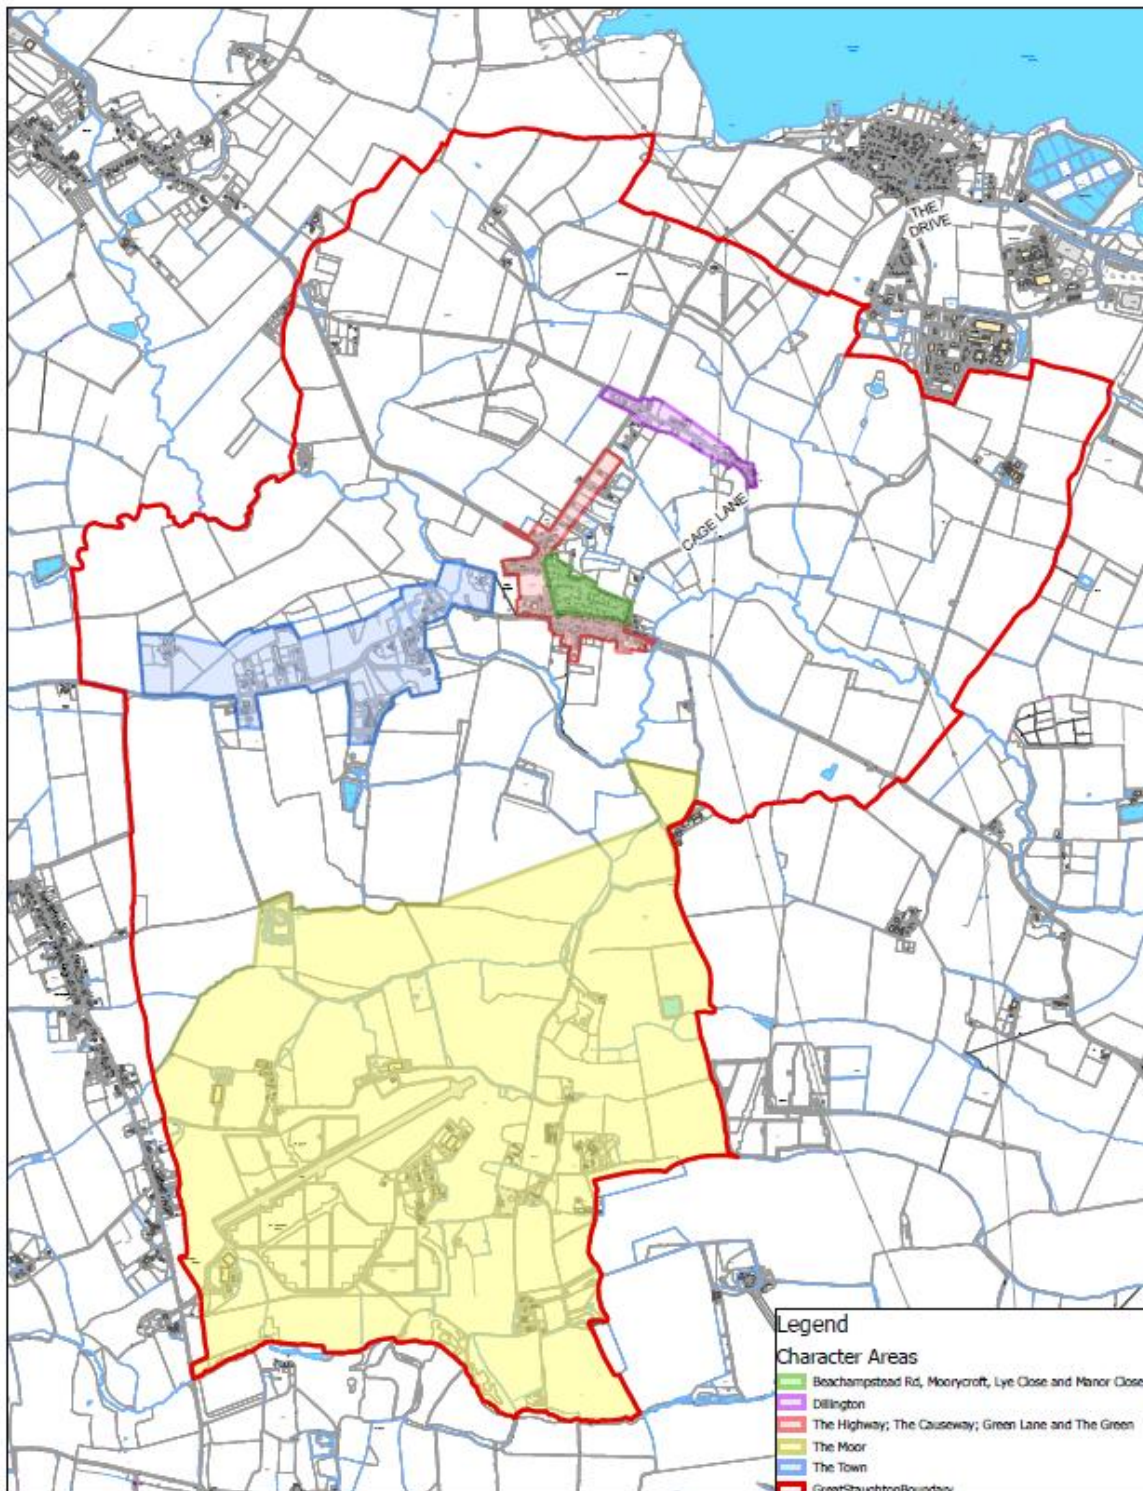 THE
DRIVE
CAGE LANE
Legend
Character Areas
Beachampstead Rd, Moorycroft, Lye Close and Manor Close
Dillington
The Highway; The Causeway; Green Lane and The Green
The Moor
The Town
GreatStaughtonBoundary